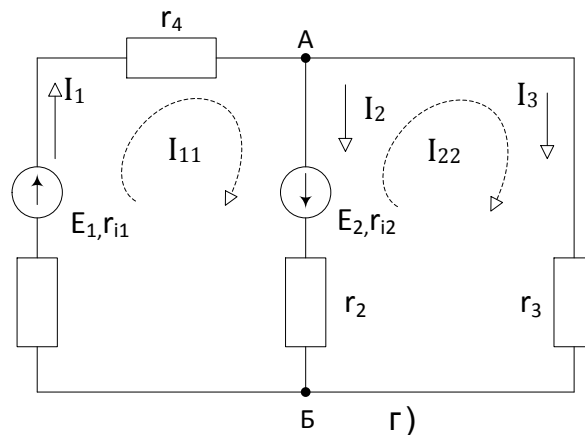 r₄
А
I₁
I₂
I₃
I₁₁
I₂₂
E₁,rᵢ₁
E₂,rᵢ₂
r₂
r₃
Б
г)